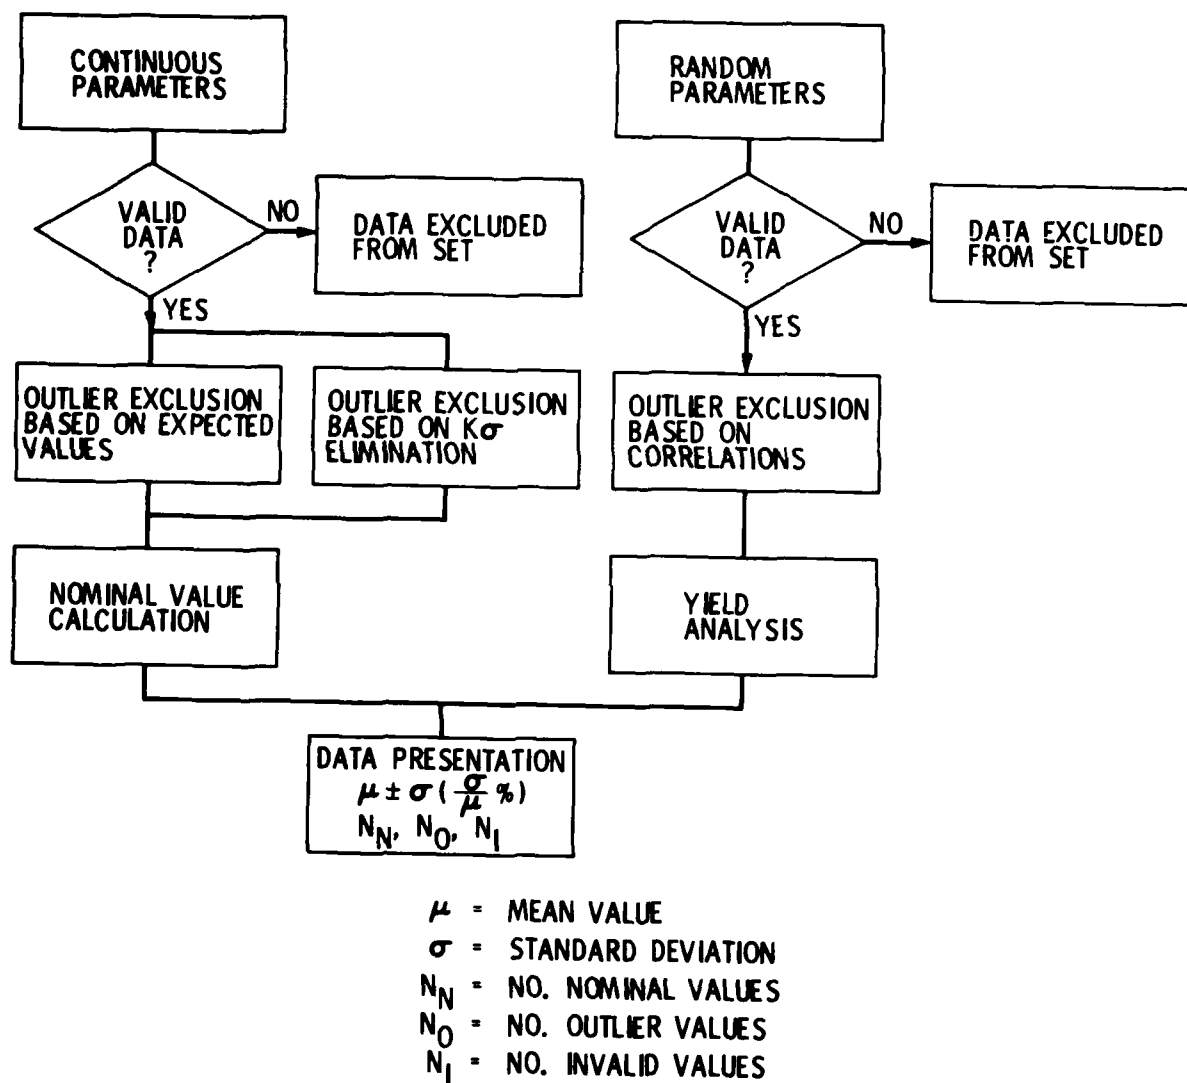 CONTINUOUS
PARAMETERS
VALID
DATA
?
NO
DATA EXCLUDED
FROM SET
YES
OUTLIER EXCLUSION
BASED ON EXPECTED
VALUES
OUTLIER EXCLUSION
BASED ON Kσ
ELIMINATION
NOMINAL VALUE
CALCULATION
RANDOM
PARAMETERS
VALID
DATA
?
NO
DATA EXCLUDED
FROM SET
YES
OUTLIER EXCLUSION
BASED ON
CORRELATIONS
YIELD
ANALYSIS
DATA PRESENTATION
μ ± σ ( σ/μ % )
N_N, N_O, N_I
μ = MEAN VALUE
σ = STANDARD DEVIATION
N_N = NO. NOMINAL VALUES
N_O = NO. OUTLIER VALUES
N_I = NO. INVALID VALUES